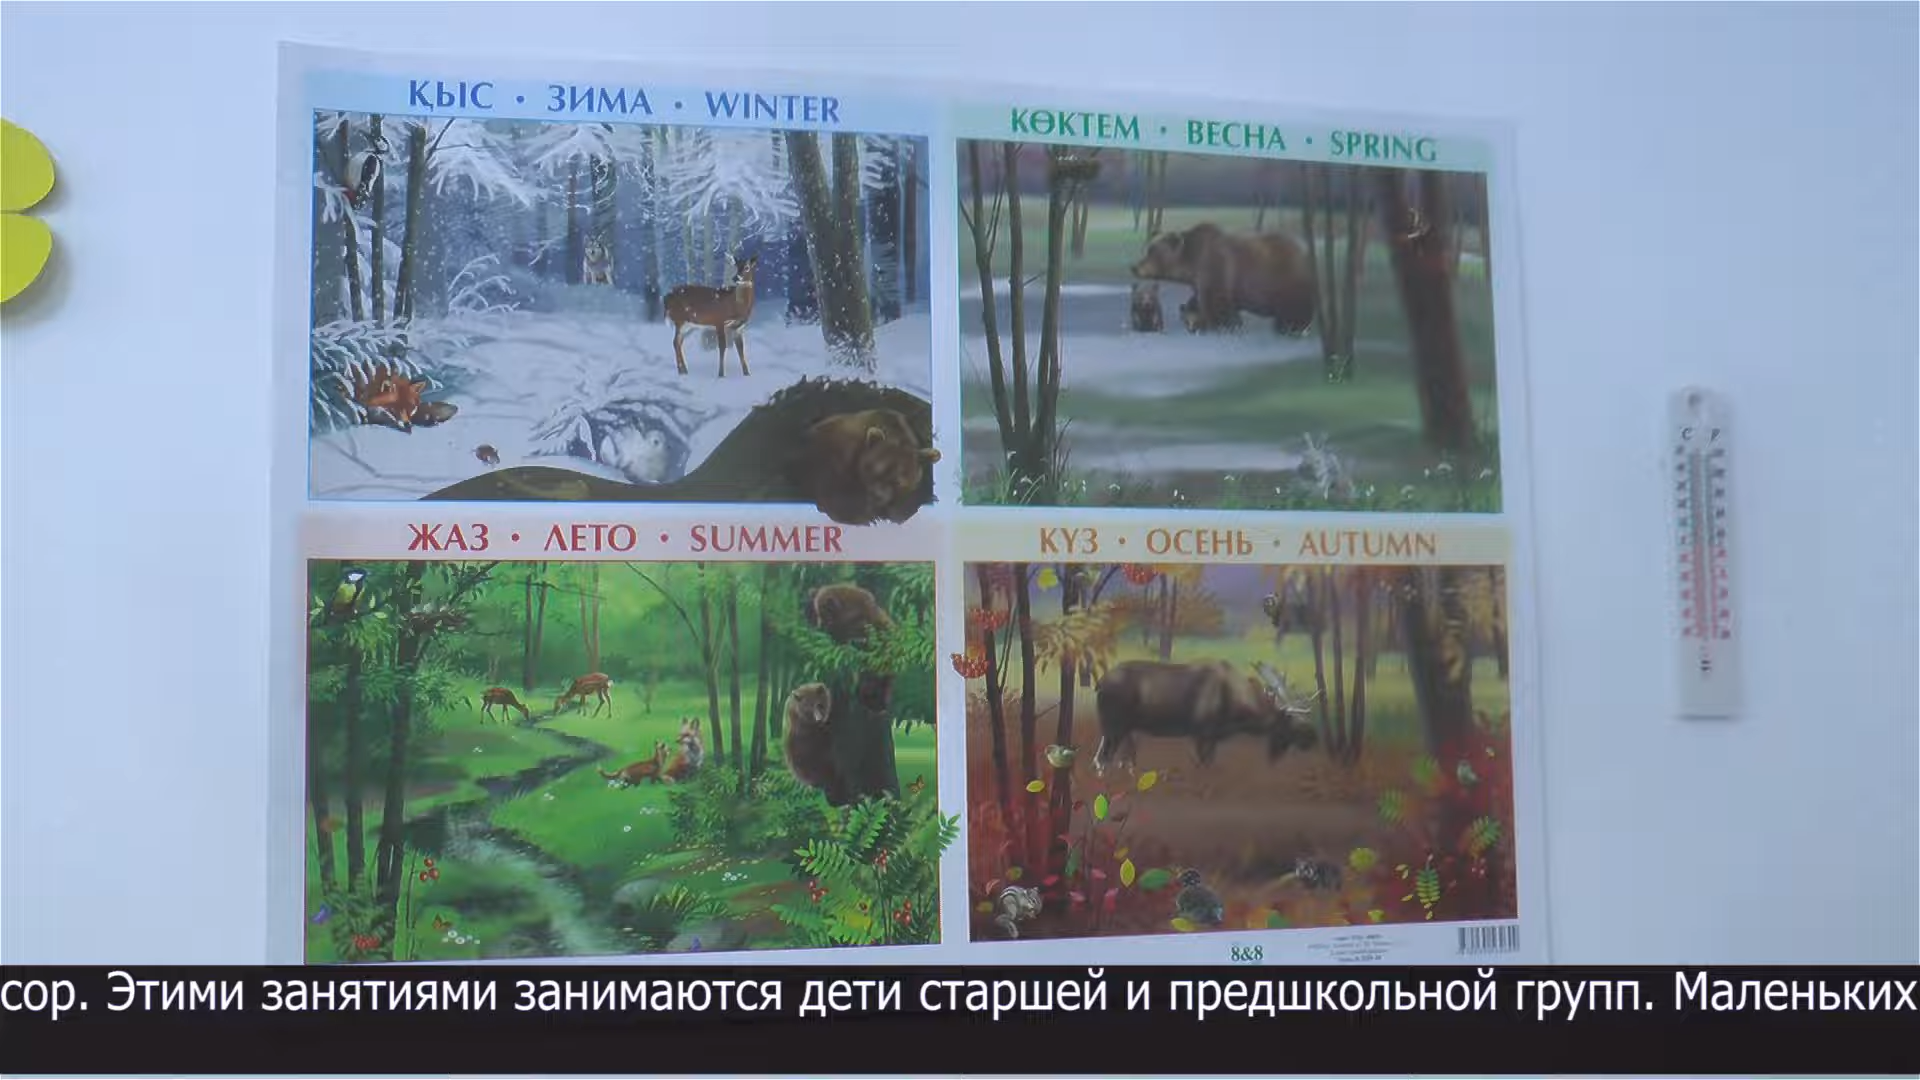 ҚЫС • ЗИМА • WINTER
КӨКТЕМ • ВЕСНА • SPRING
ЖАЗ • ЛЕТО • SUMMER
КҮЗ • ОСЕНЬ • AUTUMN
C F
8&8
сор. Этими занятиями занимаются дети старшей и предшкольной групп. Маленьких